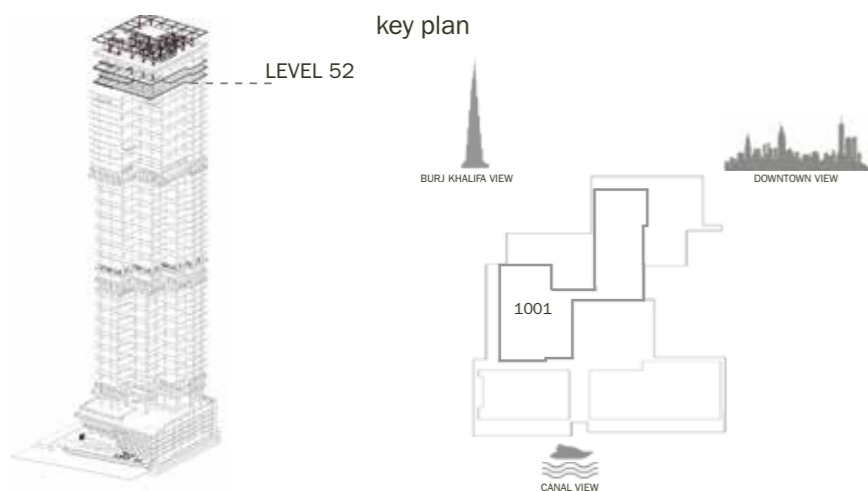 key plan
LEVEL 52
BURJ KHALIFA VIEW
DOWNTOWN VIEW
1001
CANAL VIEW